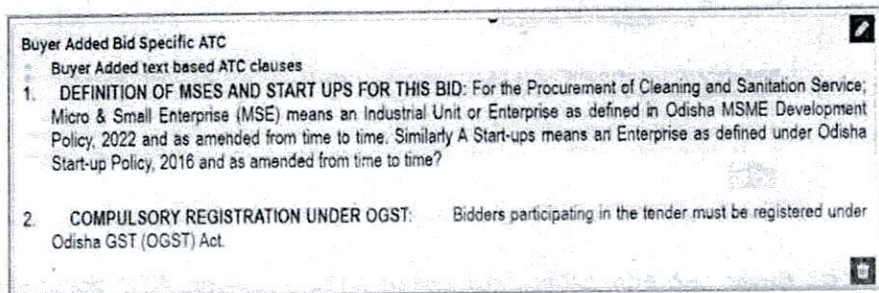 Buyer Added Bid Specific ATC
Buyer Added text based ATC clauses
1. DEFINITION OF MSES AND START UPS FOR THIS BID: For the Procurement of Cleaning and Sanitation Service;
Micro & Small Enterprise (MSE) means an Industrial Unit or Enterprise as defined in Odisha MSME Development
Policy, 2022 and as amended from time to time. Similarly A Start-ups means an Enterprise as defined under Odisha
Start-up Policy, 2016 and as amended from time to time?
2. COMPULSORY REGISTRATION UNDER OGST: Bidders participating in the tender must be registered under
Odisha GST (OGST) Act.